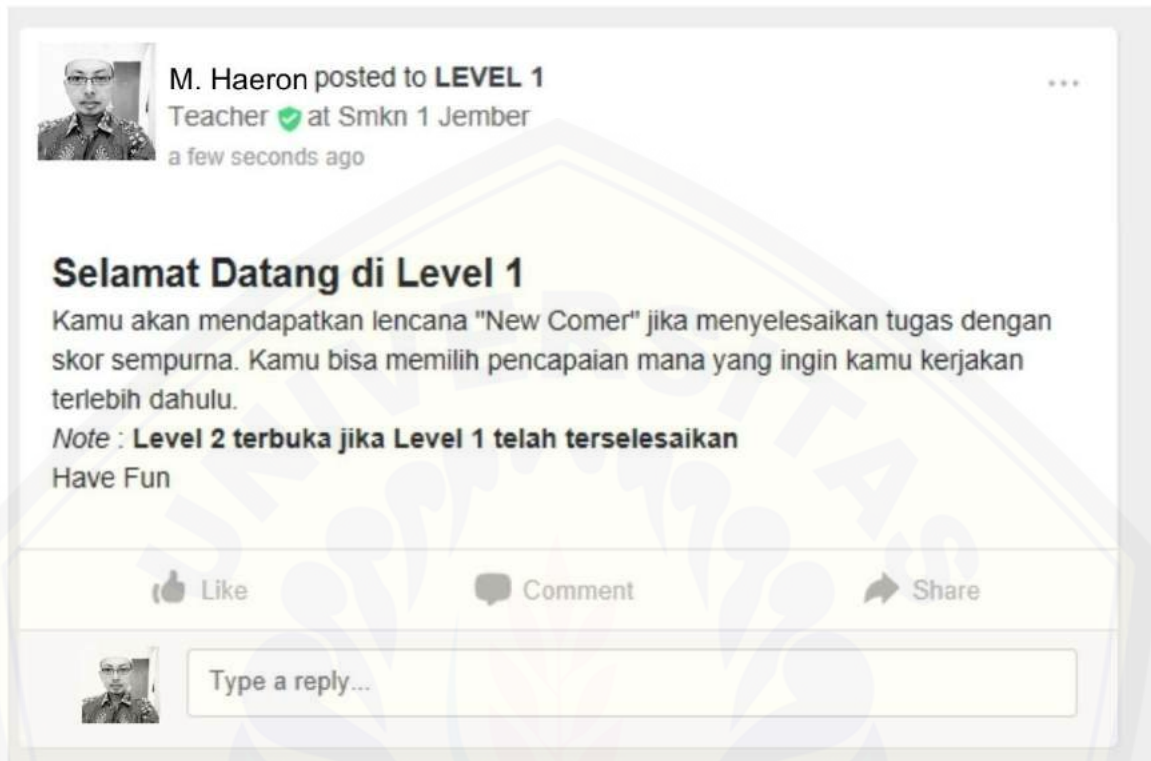 M. Haeron posted to LEVEL 1
Teacher at Smkn 1 Jember
a few seconds ago
Selamat Datang di Level 1
Kamu akan mendapatkan lencana "New Comer" jika menyelesaikan tugas dengan
skor sempurna. Kamu bisa memilih pencapaian mana yang ingin kamu kerjakan
terlebih dahulu.
Note : Level 2 terbuka jika Level 1 telah terselesaikan
Have Fun
Like Comment Share
Type a reply...
UNIVERSITAS